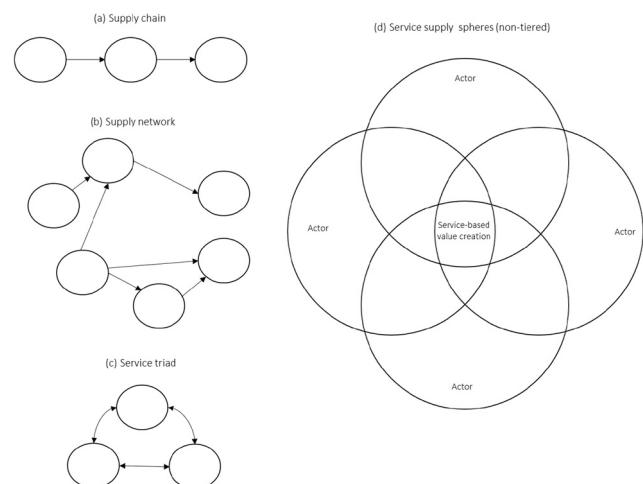 (a) Supply chain
(b) Supply network
(c) Service triad
(d) Service supply spheres (non-tiered)
Actor
Actor
Service-based
value creation
Actor
Actor